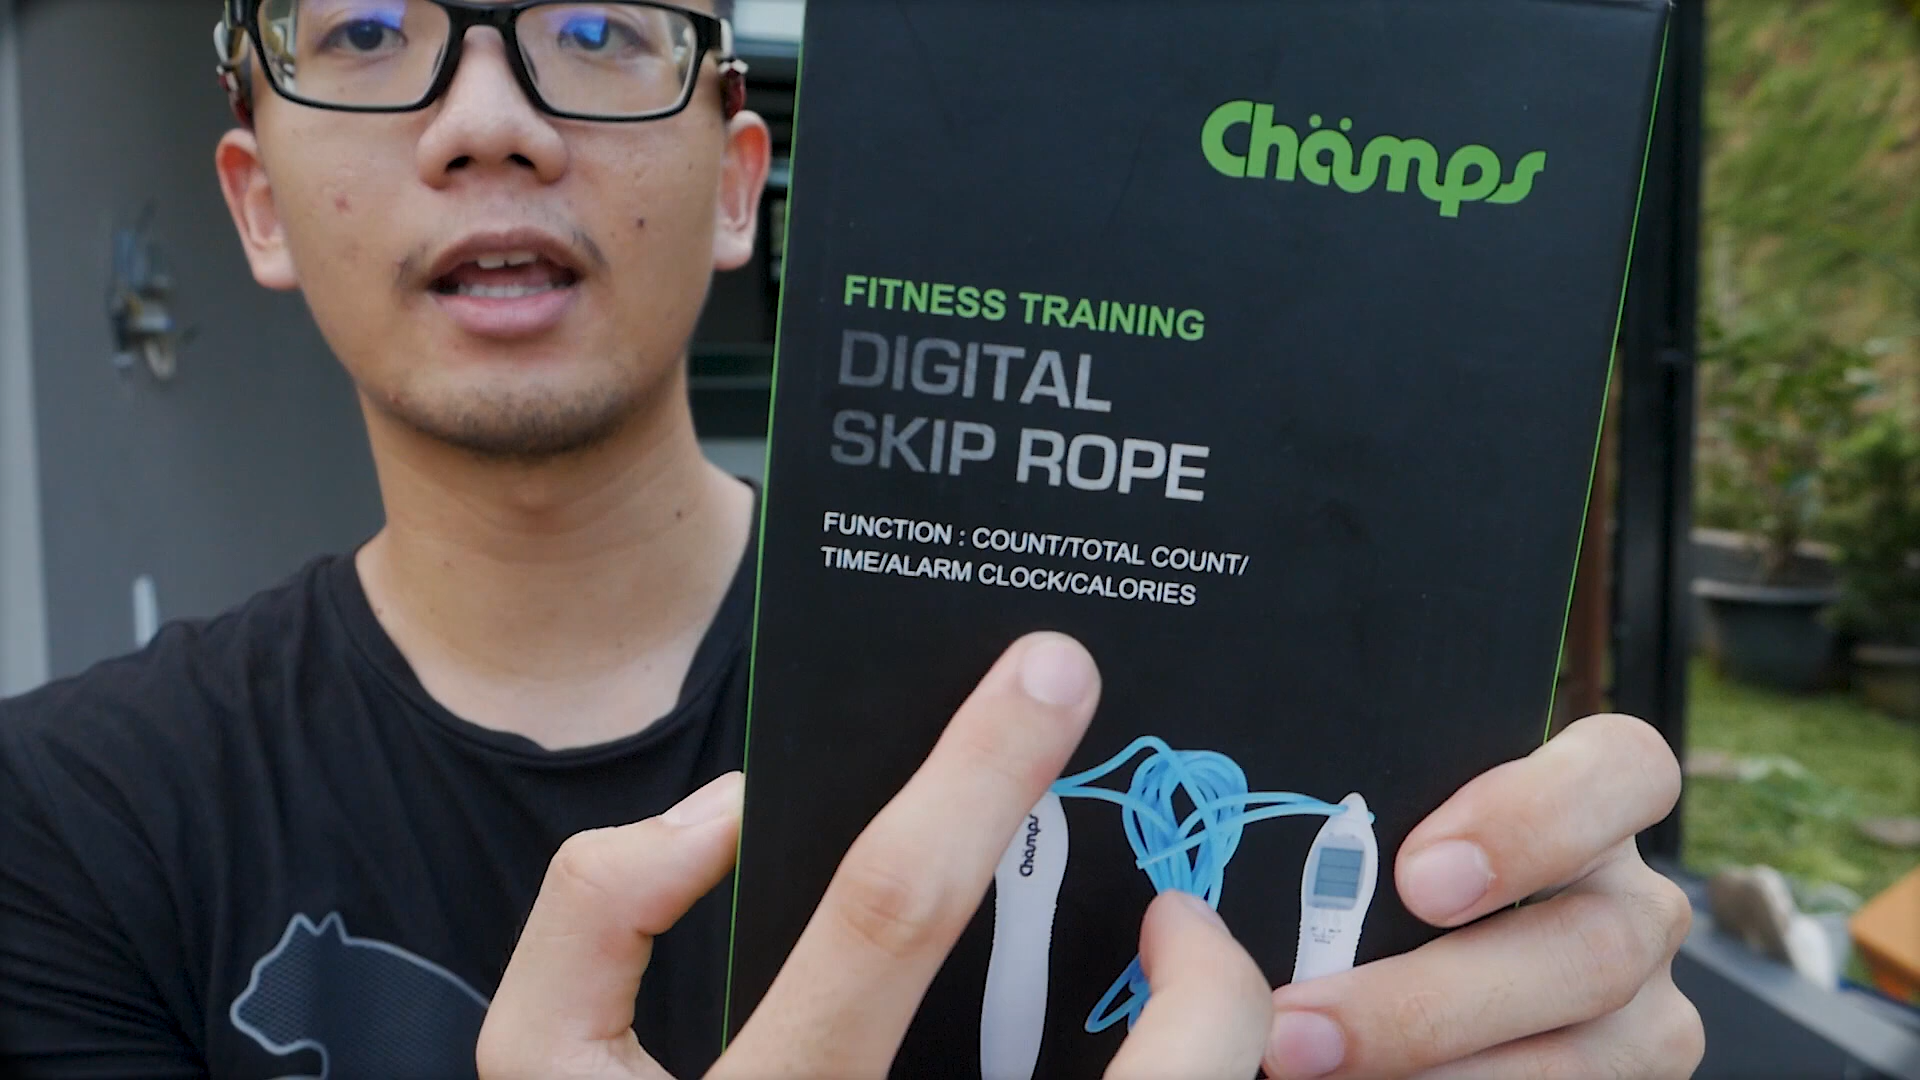 Chämps
FITNESS TRAINING
DIGITAL
SKIP ROPE
FUNCTION : COUNT/TOTAL COUNT/
TIME/ALARM CLOCK/CALORIES
Chämps